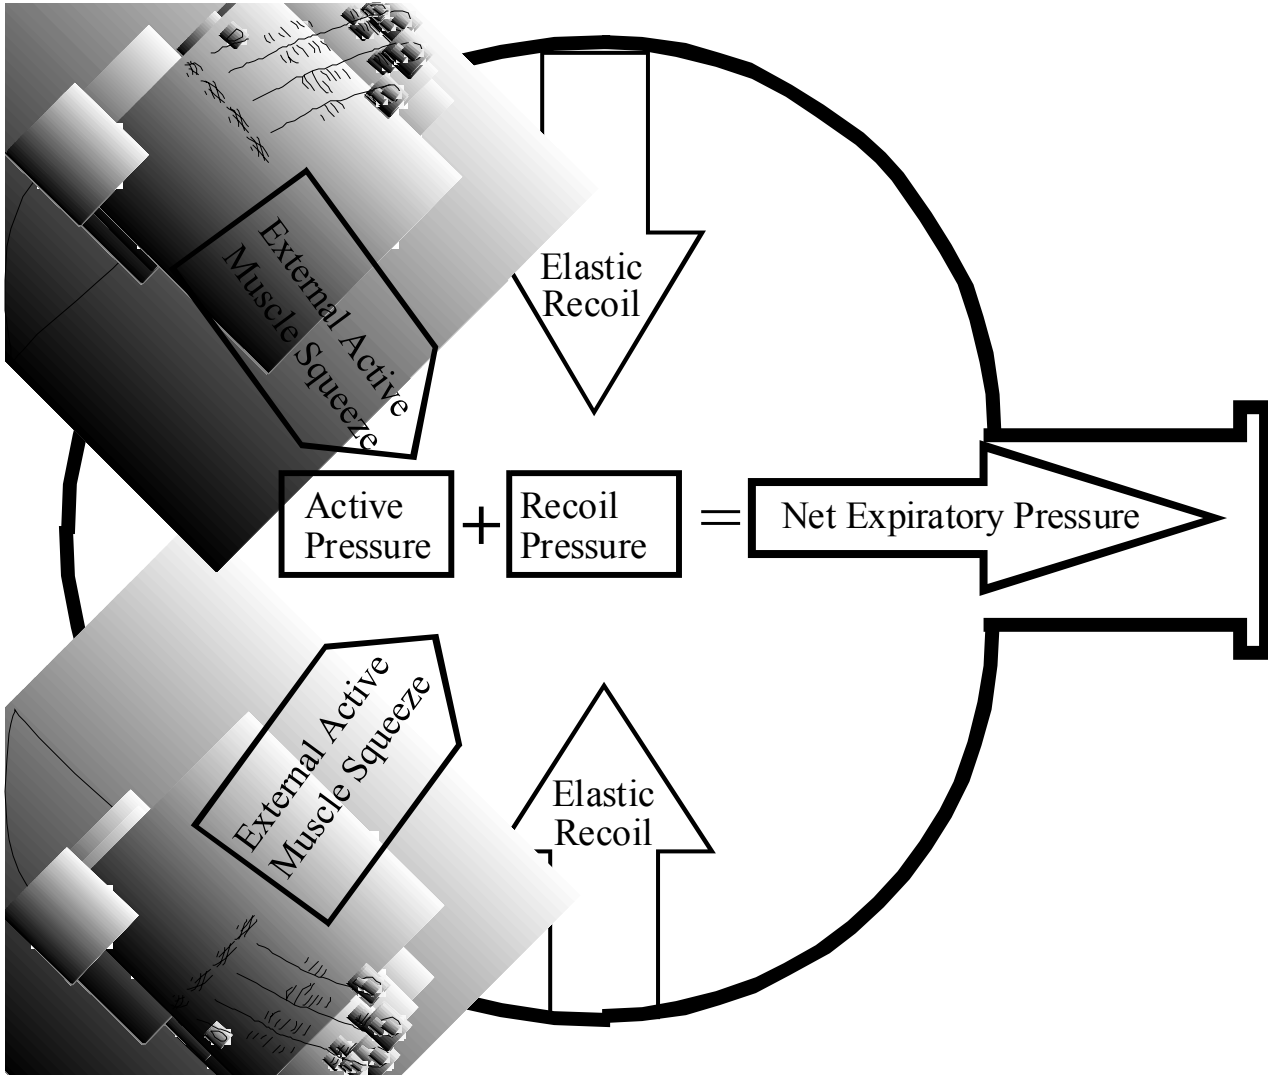 External Active
Muscle Squeeze
Elastic
Recoil
Active
Pressure
+
Recoil
Pressure
=
Net Expiratory Pressure
External Active
Muscle Squeeze
Elastic
Recoil